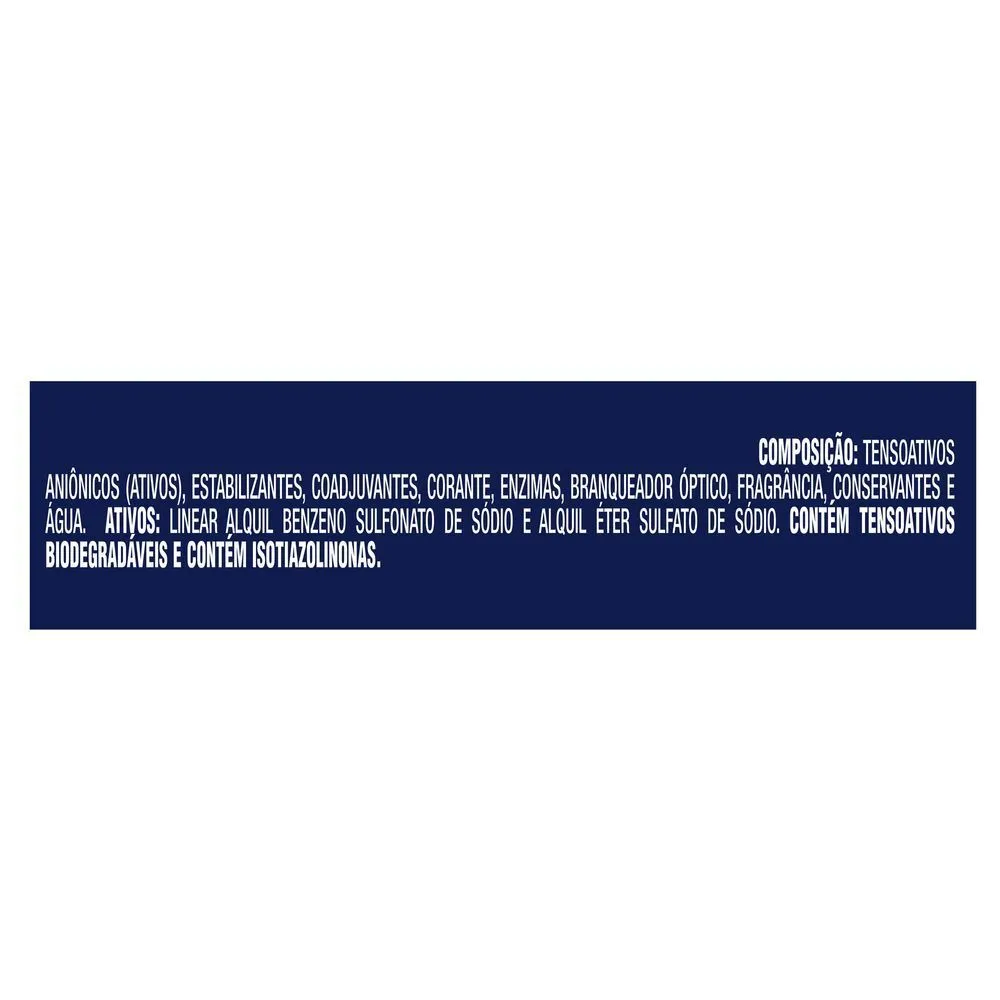 COMPOSIÇÃO: TENSOATIVOS
ANIÔNICOS (ATIVOS), ESTABILIZANTES, COADJUVANTES, CORANTE, ENZIMAS, BRANQUEADOR ÓPTICO, FRAGRÂNCIA, CONSERVANTES E
ÁGUA. ATIVOS: LINEAR ALQUIL BENZENO SULFONATO DE SÓDIO E ALQUIL ÉTER SULFATO DE SÓDIO. CONTÉM TENSOATIVOS
BIODEGRADÁVEIS E CONTÉM ISOTIAZOLINONAS.